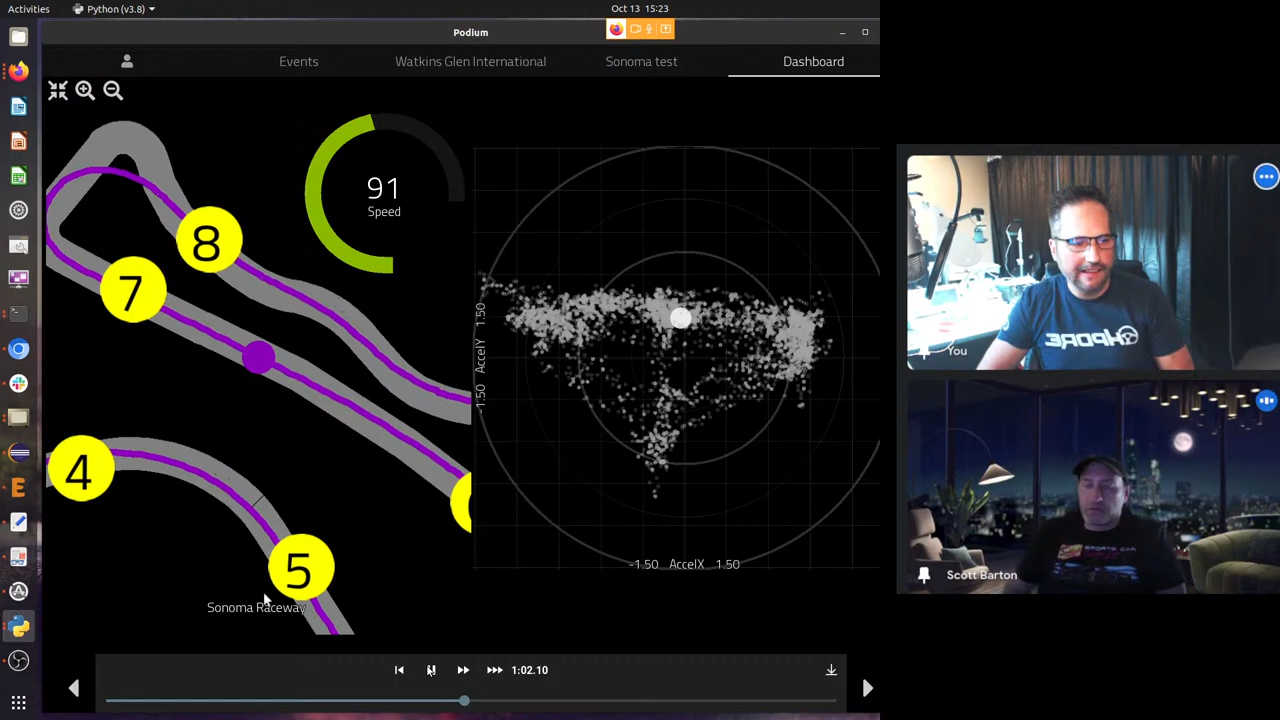 Activities
Python (v3.8)
Oct 13 15:23
Podium
Events
Watkins Glen International
Sonoma test
Dashboard
91
Speed
8
7
4
5
Sonoma Raceway
-1.50 AccelY 1.50
-1.50 AccelX 1.50
1:02.10
You
Scott Barton